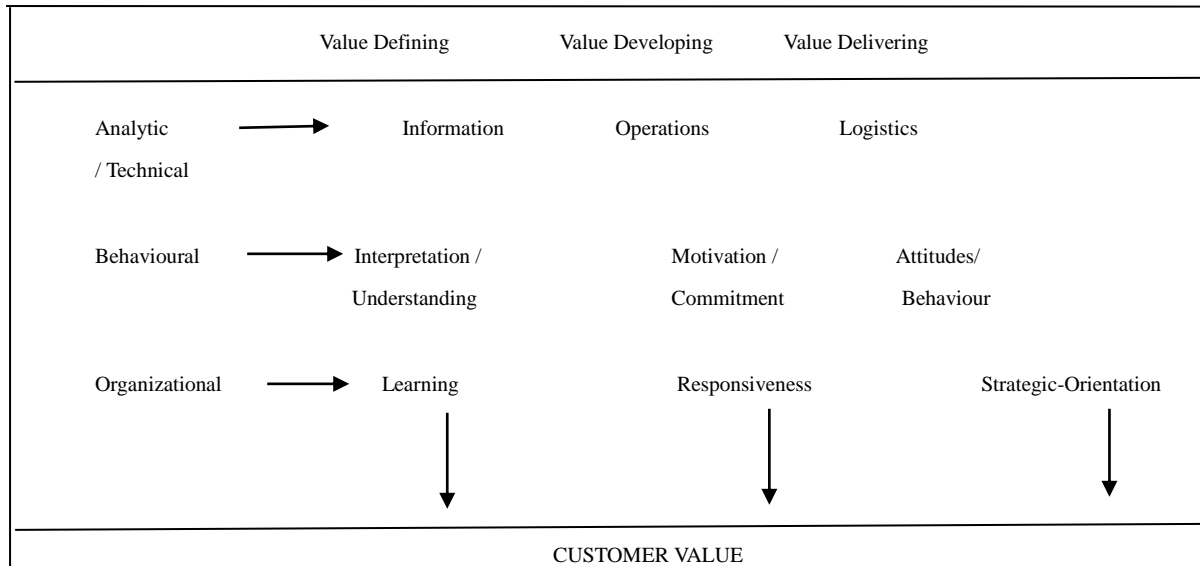 Value Defining Value Developing Value Delivering
Analytic Information Operations Logistics
/ Technical
Behavioural Interpretation / Motivation / Attitudes/
Understanding Commitment Behaviour
Organizational Learning Responsiveness Strategic-Orientation
CUSTOMER VALUE